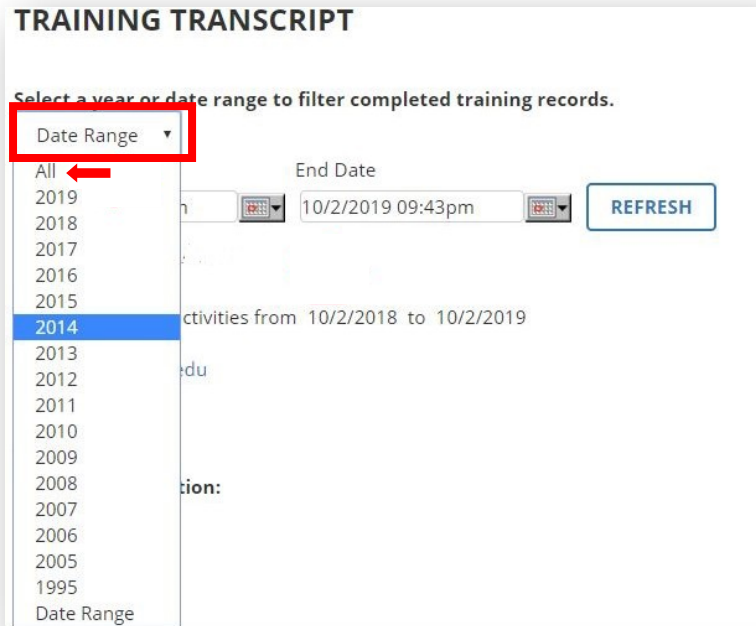 TRAINING TRANSCRIPT
Select a year or date range to filter completed training records.
Date Range
All
End Date
2019
10/2/2019 09:43pm
REFRESH
2018
2017
2016
2015
ctivities from 10/2/2018 to 10/2/2019
2014
2013
edu
2012
2011
2010
2009
2008
tion:
2007
2006
2005
1995
Date Range